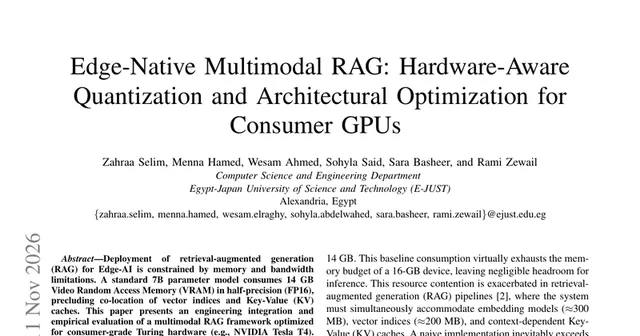 Edge-Native Multimodal RAG: Hardware-Aware
Quantization and Architectural Optimization for
Consumer GPUs
Zahraa Selim, Menna Hamed, Wesam Ahmed, Sohyla Said, Sara Basheer, and Rami Zewail
Computer Science and Engineering Department
Egypt-Japan University of Science and Technology (E-JUST)
Alexandria, Egypt
{zahraa.selim, menna.hamed, wesam.elraghy, sohyla.abdelwahed, sara.basheer, rami.zewail}@ejust.edu.eg
1 Nov 2026
Abstract—Deployment of retrieval-augmented generation
(RAG) for Edge-AI is constrained by memory and bandwidth
limitations. A standard 7B parameter model consumes 14 GB
Video Random Access Memory (VRAM) in half-precision (FP16),
precluding co-location of vector indices and Key-Value (KV)
caches. This paper presents an engineering integration and
empirical evaluation of a multimodal RAG framework optimized
for consumer-grade Turing hardware (e.g., NVIDIA Tesla T4).
14 GB. This baseline consumption virtually exhausts the mem-
ory budget of a 16-GB device, leaving negligible headroom for
inference. This resource contention is exacerbated in retrieval-
augmented generation (RAG) pipelines [2], where the system
must simultaneously accommodate embedding models (≈300
MB), vector indices (≈200 MB), and context-dependent Key-
Value (KV) caches. A naive implementation inevitably exceeds